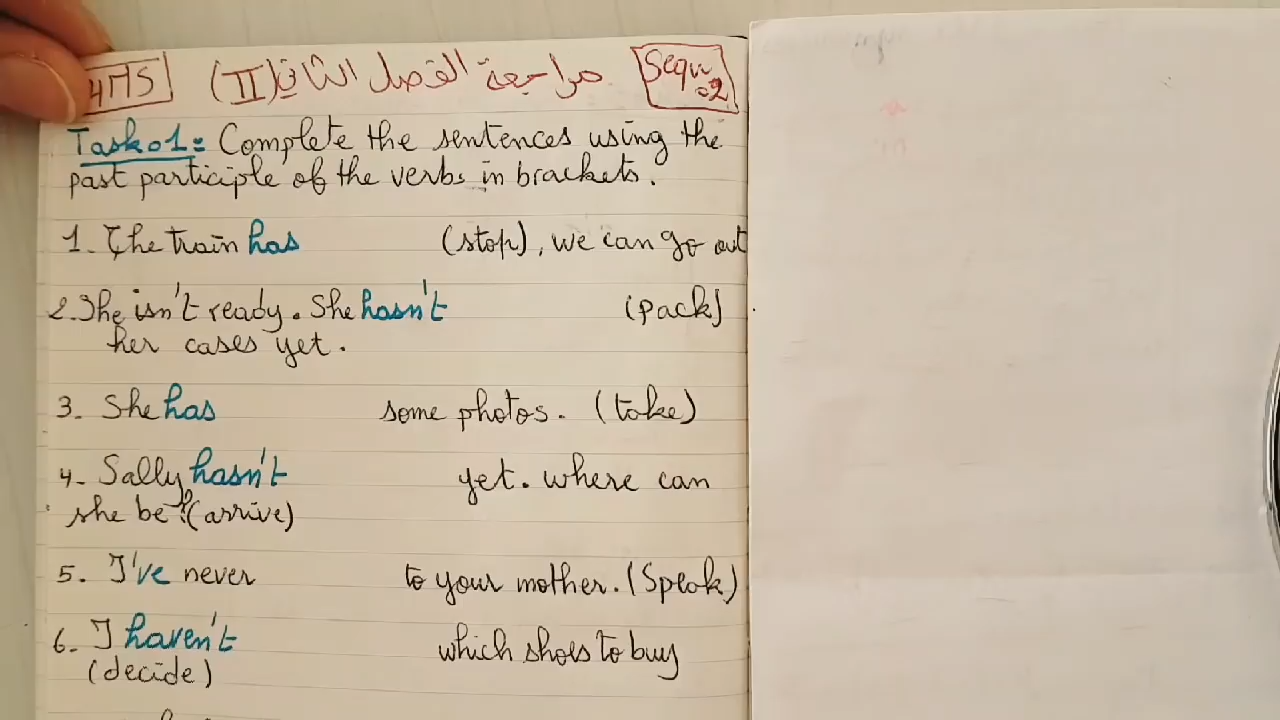 4MS مراجعة الفصل الثاني (II) Sequ 02
Task 01: Complete the sentences using the
past participle of the verbs in brackets.
1. The train has (stop), we can go out
2. She isn't ready. She hasn't (pack)
her cases yet.
3. She has some photos. (take)
4. Sally hasn't yet. where can
she be? (arrive)
5. I've never to your mother. (Speak)
6. I haven't which shoes to buy
(decide)